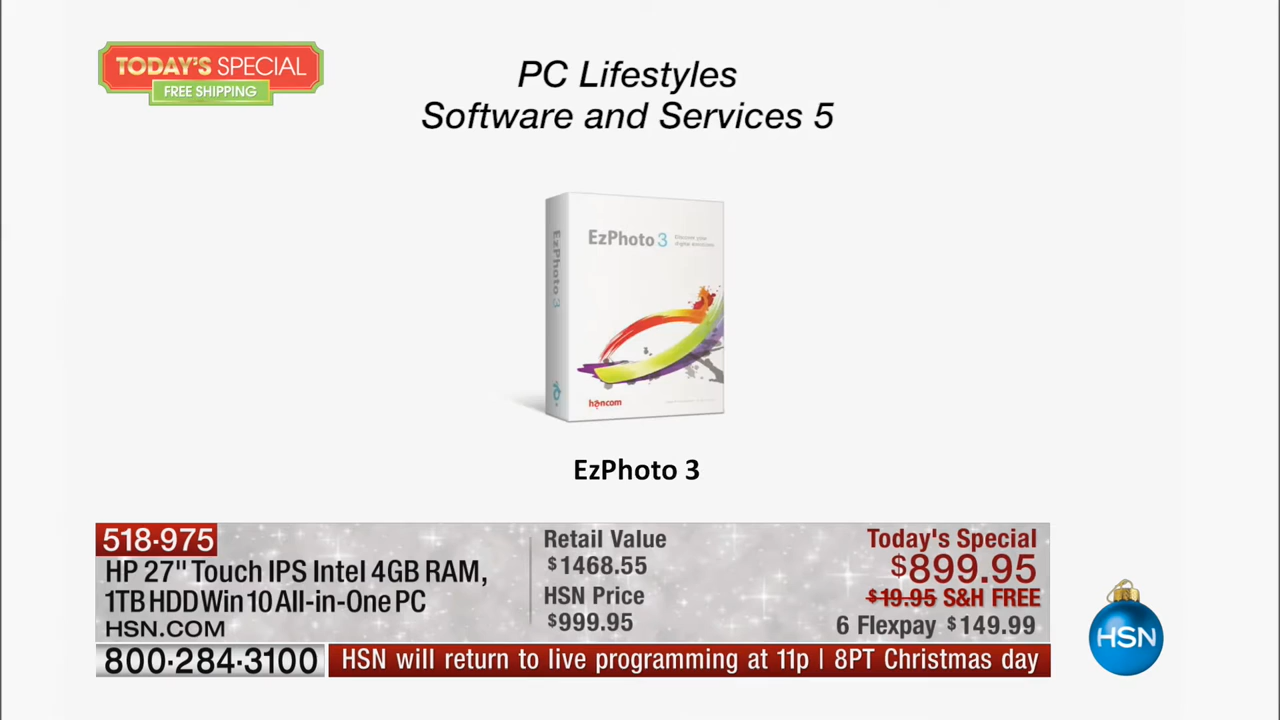 TODAY'S SPECIAL
FREE SHIPPING
PC Lifestyles
Software and Services 5
EzPhoto 3
EzPhoto 3
hancom
EzPhoto 3
518-975
HP 27" Touch IPS Intel 4GB RAM,
1TB HDD Win 10 All-in-One PC
HSN.COM
Retail Value
$1468.55
HSN Price
$999.95
Today's Special
$899.95
$19.95 S&H FREE
6 Flexpay $149.99
HSN
800-284-3100
HSN will return to live programming at 11p | 8PT Christmas day